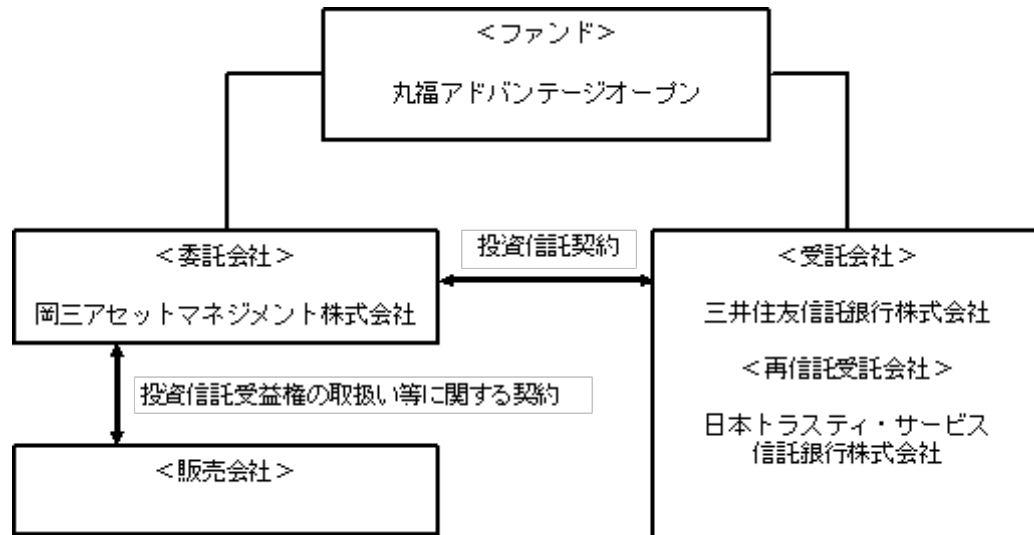 ＜ファンド＞
丸福アドバンテージオープン
＜委託会社＞
岡三アセットマネジメント株式会社
投資信託契約
＜受託会社＞
三井住友信託銀行株式会社
＜再信託受託会社＞
日本トラスティ・サービス
信託銀行株式会社
投資信託受益権の取扱い等に関する契約
＜販売会社＞